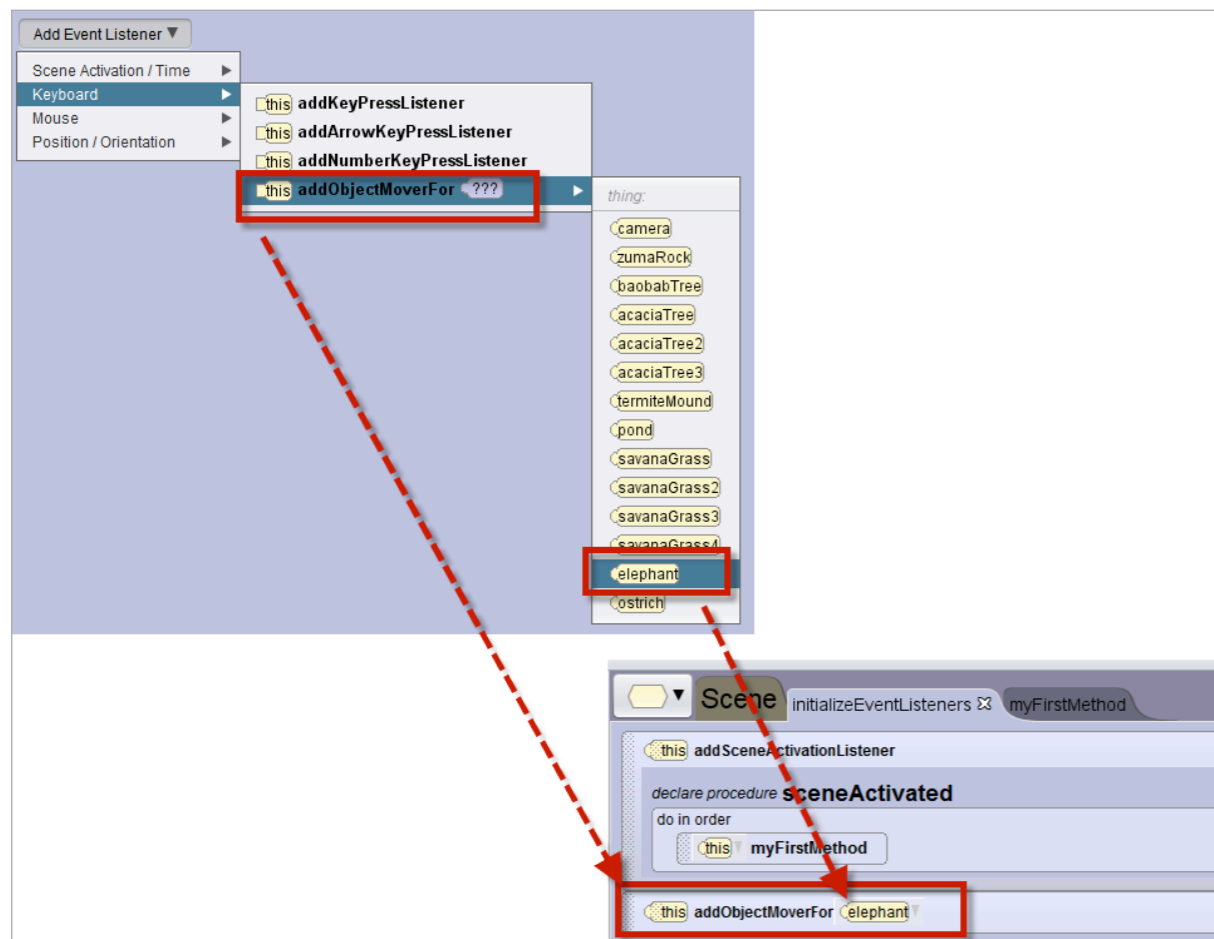 Add Event Listener ▼
Scene Activation / Time
Keyboard
Mouse
Position / Orientation
this addKeyPressListener
this addArrowKeyPressListener
this addNumberKeyPressListener
this addObjectMoverFor ???
thing:
camera
zumaRock
baobabTree
acaciaTree
acaciaTree2
acaciaTree3
termiteMound
pond
savanaGrass
savanaGrass2
savanaGrass3
savanaGrass4
elephant
ostrich
Scene initializeEventListeners myFirstMethod
this addSceneActivationListener
declare procedure sceneActivated
do in order
this myFirstMethod
this addObjectMoverFor elephant